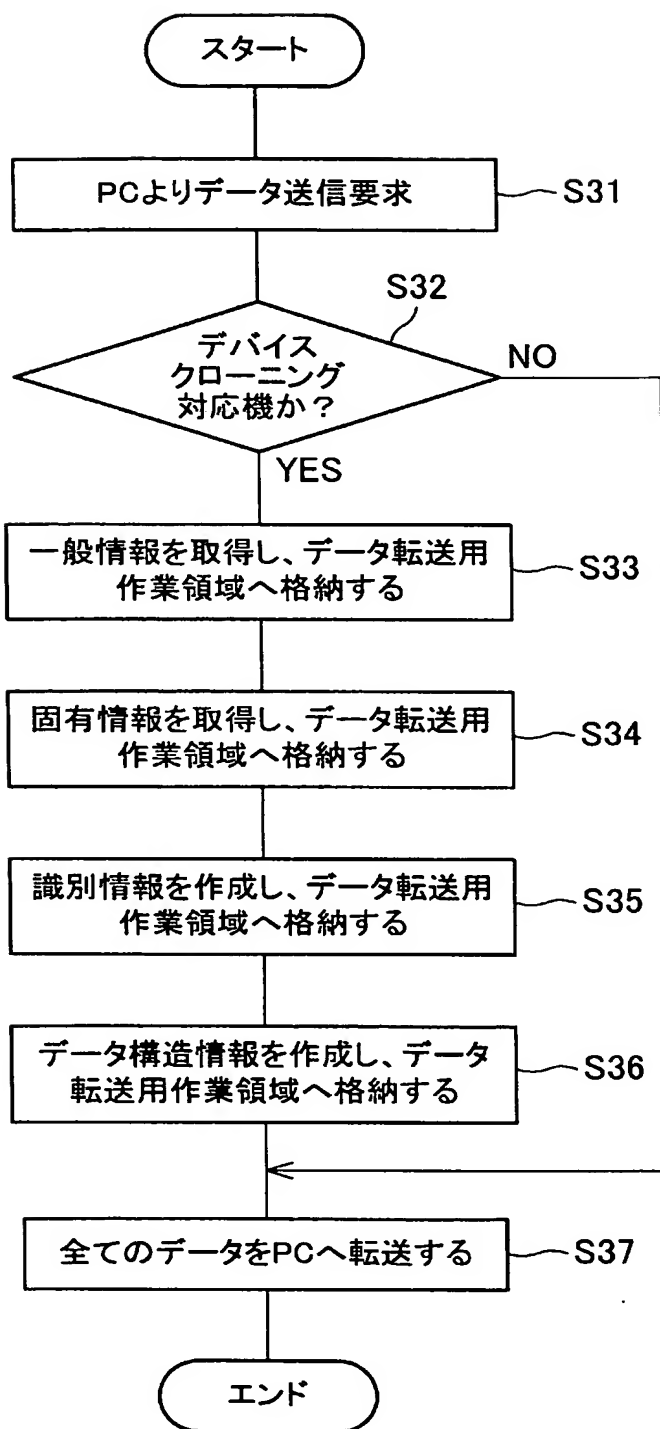 スタート
PCよりデータ送信要求
S31
S32
デバイス
クローニング
対応機か?
NO
YES
一般情報を取得し、データ転送用
作業領域へ格納する
S33
固有情報を取得し、データ転送用
作業領域へ格納する
S34
識別情報を作成し、データ転送用
作業領域へ格納する
S35
データ構造情報を作成し、データ
転送用作業領域へ格納する
S36
全てのデータをPCへ転送する
S37
エンド